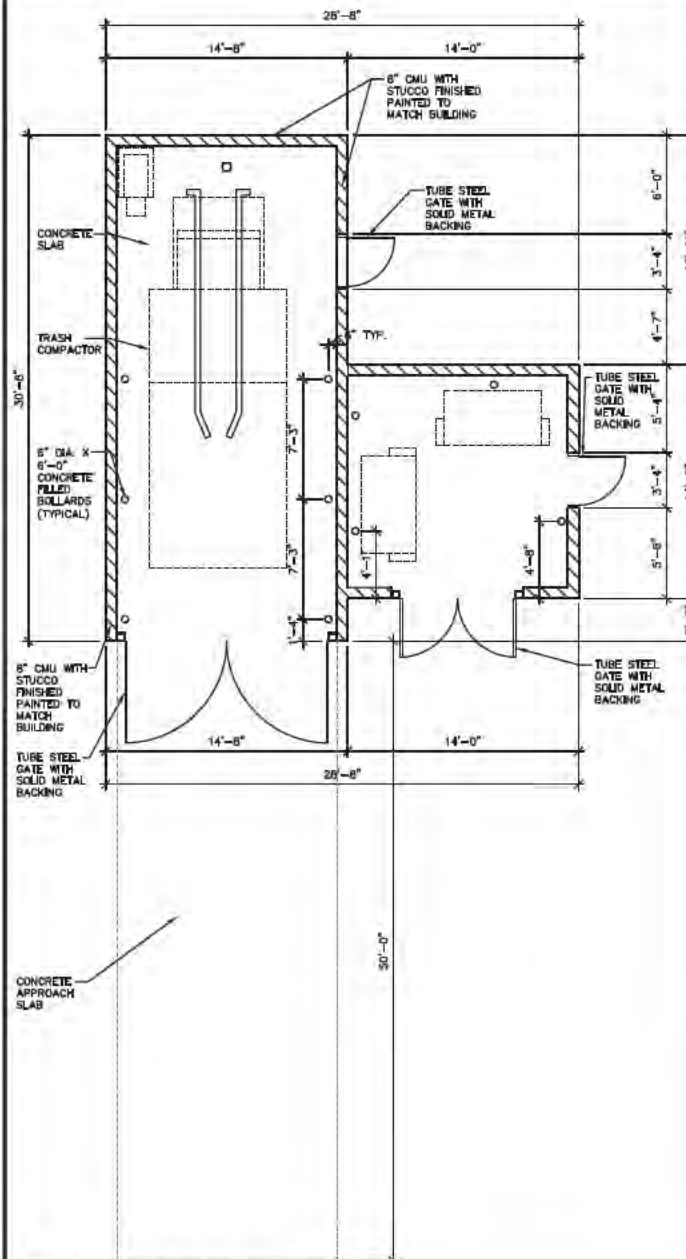 28'-8"
14'-8"
14'-0"
8" CMU WITH
STUCCO FINISHED
PAINTED TO
MATCH BUILDING
6'-0"
TUBE STEEL
GATE WITH
SOLID METAL
BACKING
CONCRETE
SLAB
3'-4"
4'-7"
TRASH
COMPACTOR
6" TYP.
30'-8"
TUBE STEEL
GATE WITH
SOLID
METAL
BACKING
5'-4"
7'-3"
6" DIA. X
6'-0"
CONCRETE
FILLED
BOLLARDS
(TYPICAL)
3'-4"
7'-3"
4'-1"
4'-8"
5'-8"
1'-4"
8" CMU WITH
STUCCO
FINISHED
PAINTED TO
MATCH
BUILDING
TUBE STEEL
GATE WITH
SOLID METAL
BACKING
TUBE STEEL
GATE WITH
SOLID METAL
BACKING
14'-8"
14'-0"
28'-8"
50'-0"
CONCRETE
APPROACH
SLAB